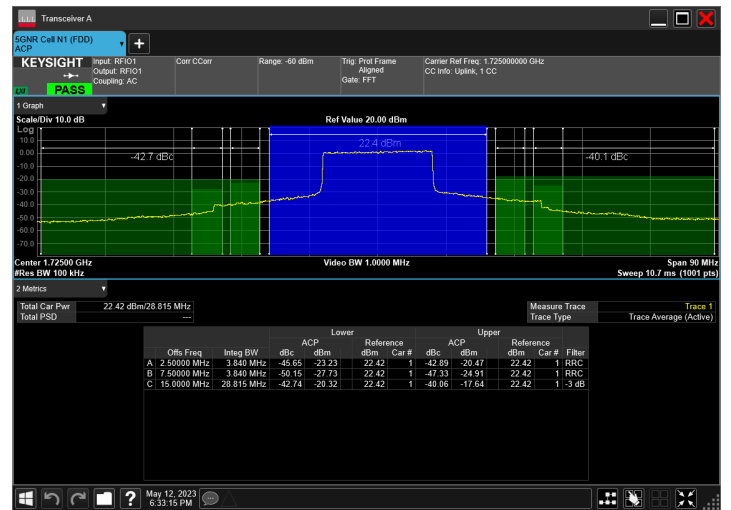 Transceiver A
5GNR Cell N1 (FDD)
ACP
KEYSIGHT
LXI
PASS
Input: RFIO1
Output: RFIO1
Coupling: AC
Corr CCorr
Range: -60 dBm
Trig: Prot Frame
Aligned
Gate: FFT
Carrier Ref Freq: 1.725000000 GHz
CC Info: Uplink, 1 CC
1 Graph
Scale/Div 10.0 dB
Ref Value 20.00 dBm
Log
10.0
0.00
-10.0
-20.0
-30.0
-40.0
-50.0
-60.0
-70.0
-42.7 dBc
22.4 dBm
-40.1 dBc
Center 1.72500 GHz
Video BW 1.0000 MHz
Span 90 MHz
#Res BW 100 kHz
Sweep 10.7 ms (1001 pts)
2 Metrics
Total Car Pwr 22.42 dBm/28.815 MHz
Total PSD ---
Measure Trace Trace 1
Trace Type Trace Average (Active)
Lower Upper
ACP Reference ACP Reference
Offs Freq Integ BW dBc dBm dBm Car # dBc dBm dBm Car # Filter
A 2.50000 MHz 3.840 MHz -45.65 -23.23 22.42 1 -42.89 -20.47 22.42 1 RRC
B 7.50000 MHz 3.840 MHz -50.15 -27.73 22.42 1 -47.33 -24.91 22.42 1 RRC
C 15.0000 MHz 28.815 MHz -42.74 -20.32 22.42 1 -40.06 -17.64 22.42 1 -3 dB
?
May 12, 2023
6:33:15 PM